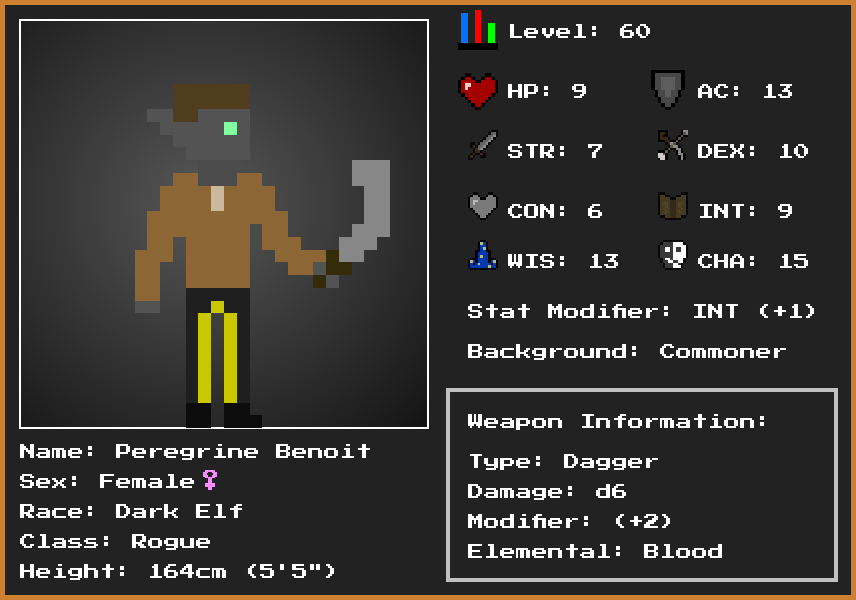 Level: 60
HP: 9 AC: 13
STR: 7 DEX: 10
CON: 6 INT: 9
WIS: 13 CHA: 15
Stat Modifier: INT (+1)
Background: Commoner
Weapon Information:
Type: Dagger
Damage: d6
Modifier: (+2)
Elemental: Blood
Name: Peregrine Benoit
Sex: Female♀
Race: Dark Elf
Class: Rogue
Height: 164cm (5'5")